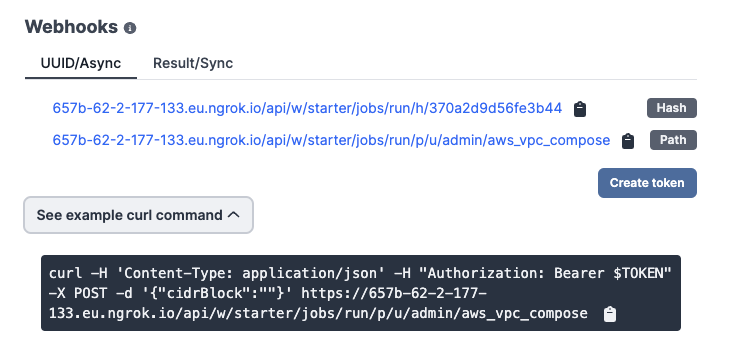 Webhooks
UUID/Async Result/Sync
657b-62-2-177-133.eu.ngrok.io/api/w/starter/jobs/run/h/370a2d9d56fe3b44 Hash
657b-62-2-177-133.eu.ngrok.io/api/w/starter/jobs/run/p/u/admin/aws_vpc_compose Path
Create token
See example curl command
curl -H 'Content-Type: application/json' -H "Authorization: Bearer $TOKEN"
-X POST -d '{"cidrBlock":""}' https://657b-62-2-177-
133.eu.ngrok.io/api/w/starter/jobs/run/p/u/admin/aws_vpc_compose